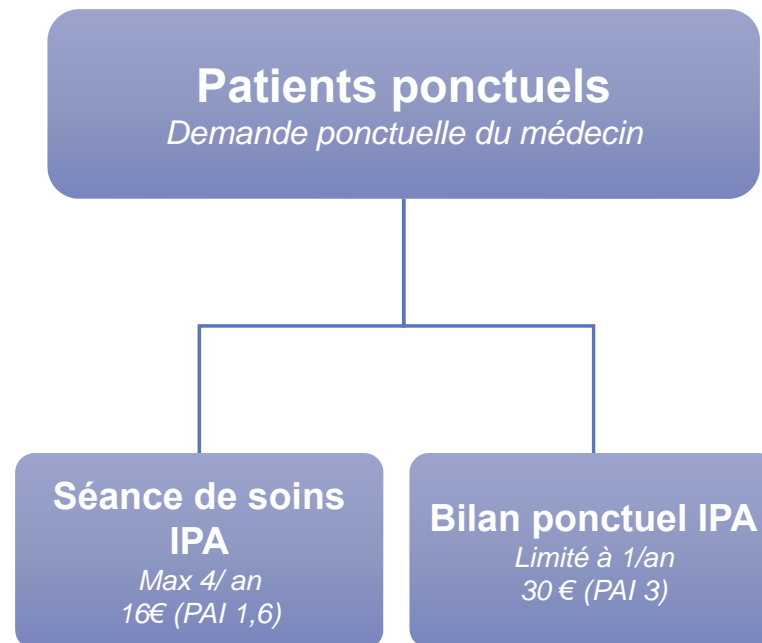 Patients ponctuels
Demande ponctuelle du médecin
Séance de soins
IPA
Max 4/ an
16€ (PAI 1,6)
Bilan ponctuel IPA
Limité à 1/an
30 € (PAI 3)